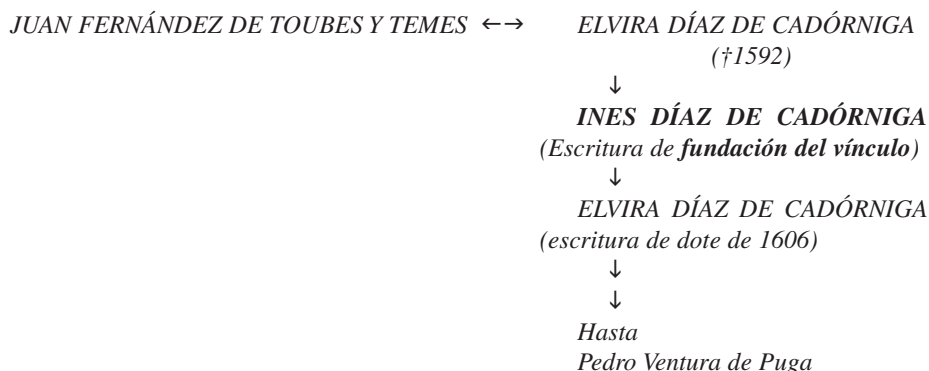 JUAN FERNÁNDEZ DE TOUBES Y TEMES ←→ ELVIRA DÍAZ DE CADÓRNIGA
(†1592)
↓
INES DÍAZ DE CADÓRNIGA
(Escritura de fundación del vínculo)
↓
ELVIRA DÍAZ DE CADÓRNIGA
(escritura de dote de 1606)
↓
↓
Hasta
Pedro Ventura de Puga